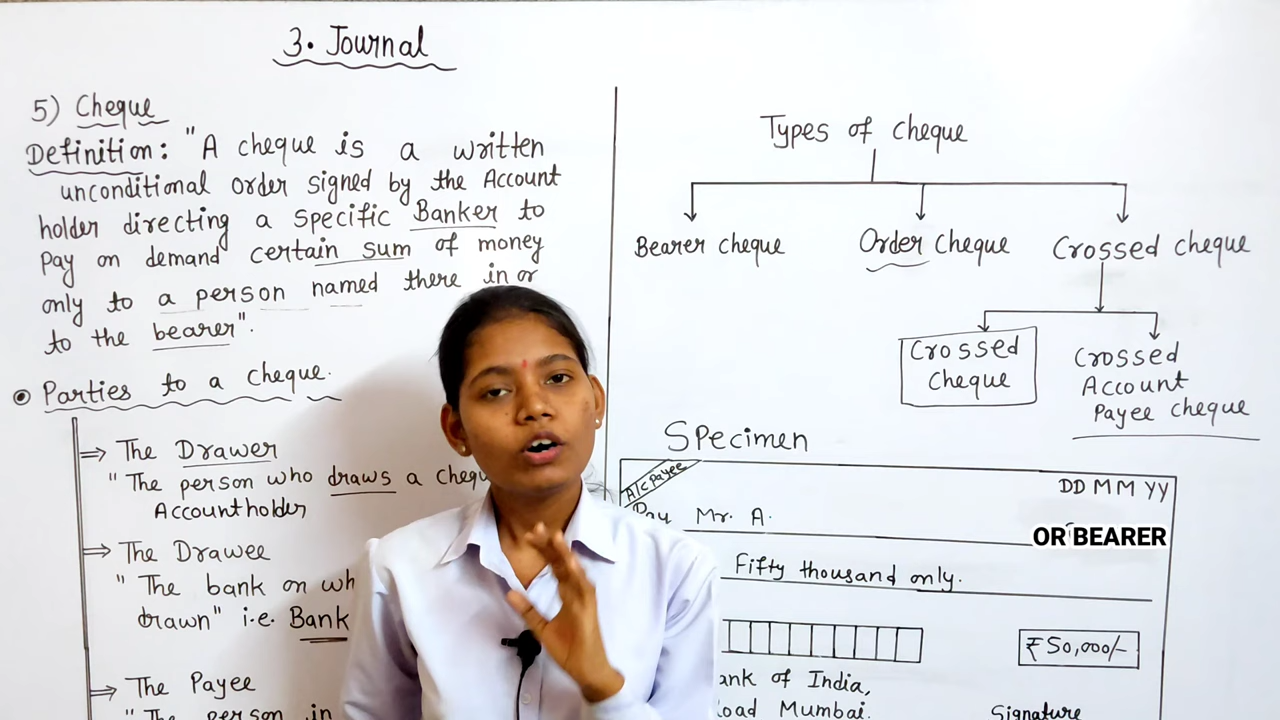 3. Journal
5) Cheque
Definition: "A cheque is a written
unconditional order signed by the Account
holder directing a specific Banker to
pay on demand certain sum of money
only to a person named there in or
to the bearer".
Parties to a cheque.
⇒ The Drawer
"The person who draws a
Accountholder
⇒ The Drawee
"The bank on
drawn" i.e. Bank
⇒ The Payee
"The person in
Types of cheque
Bearer cheque Order cheque Crossed cheque
Crossed
Cheque
Crossed
Account
Payee cheque
Specimen
A/C Payee
DD MM YY
Pay Mr. A.
OR BEARER
Fifty thousand only.
₹50,000/-
of India,
Mumbai.
Signature